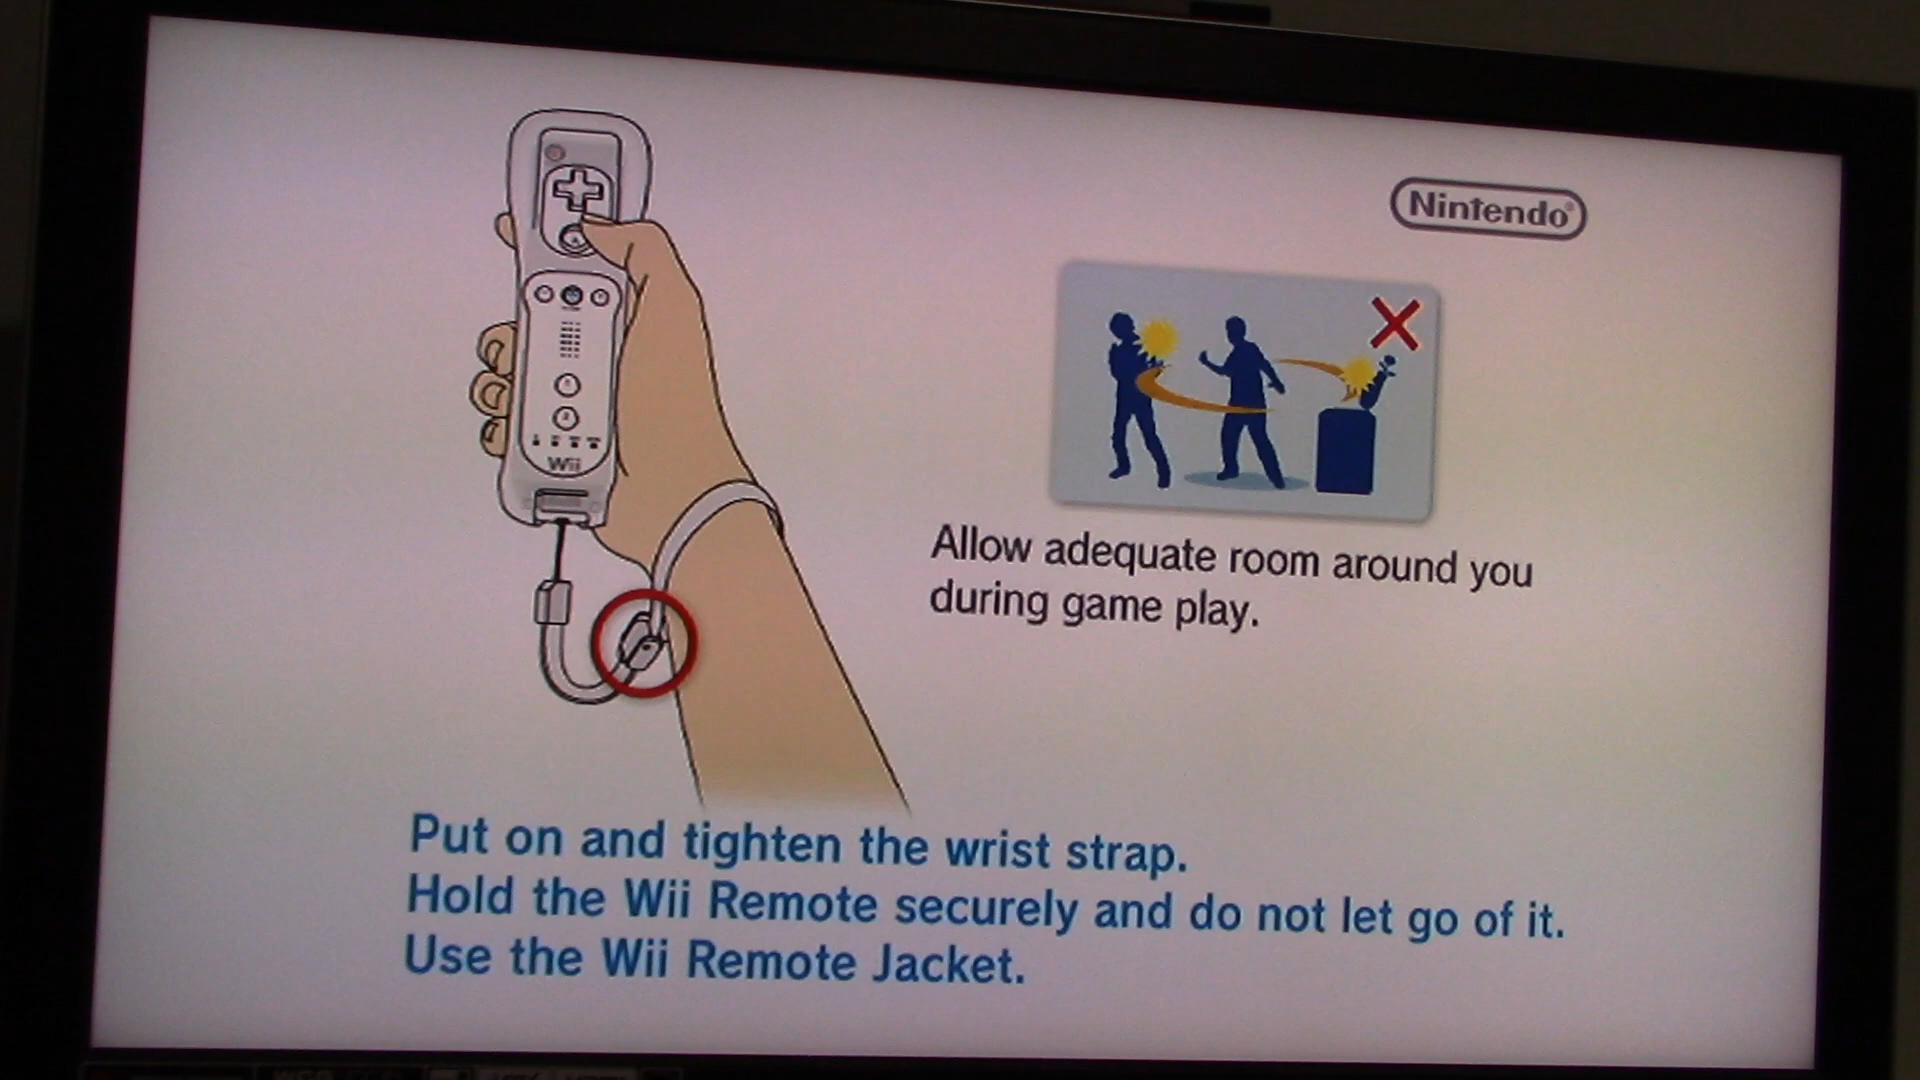 Nintendo®
Wii
Allow adequate room around you
during game play.
Put on and tighten the wrist strap.
Hold the Wii Remote securely and do not let go of it.
Use the Wii Remote Jacket.